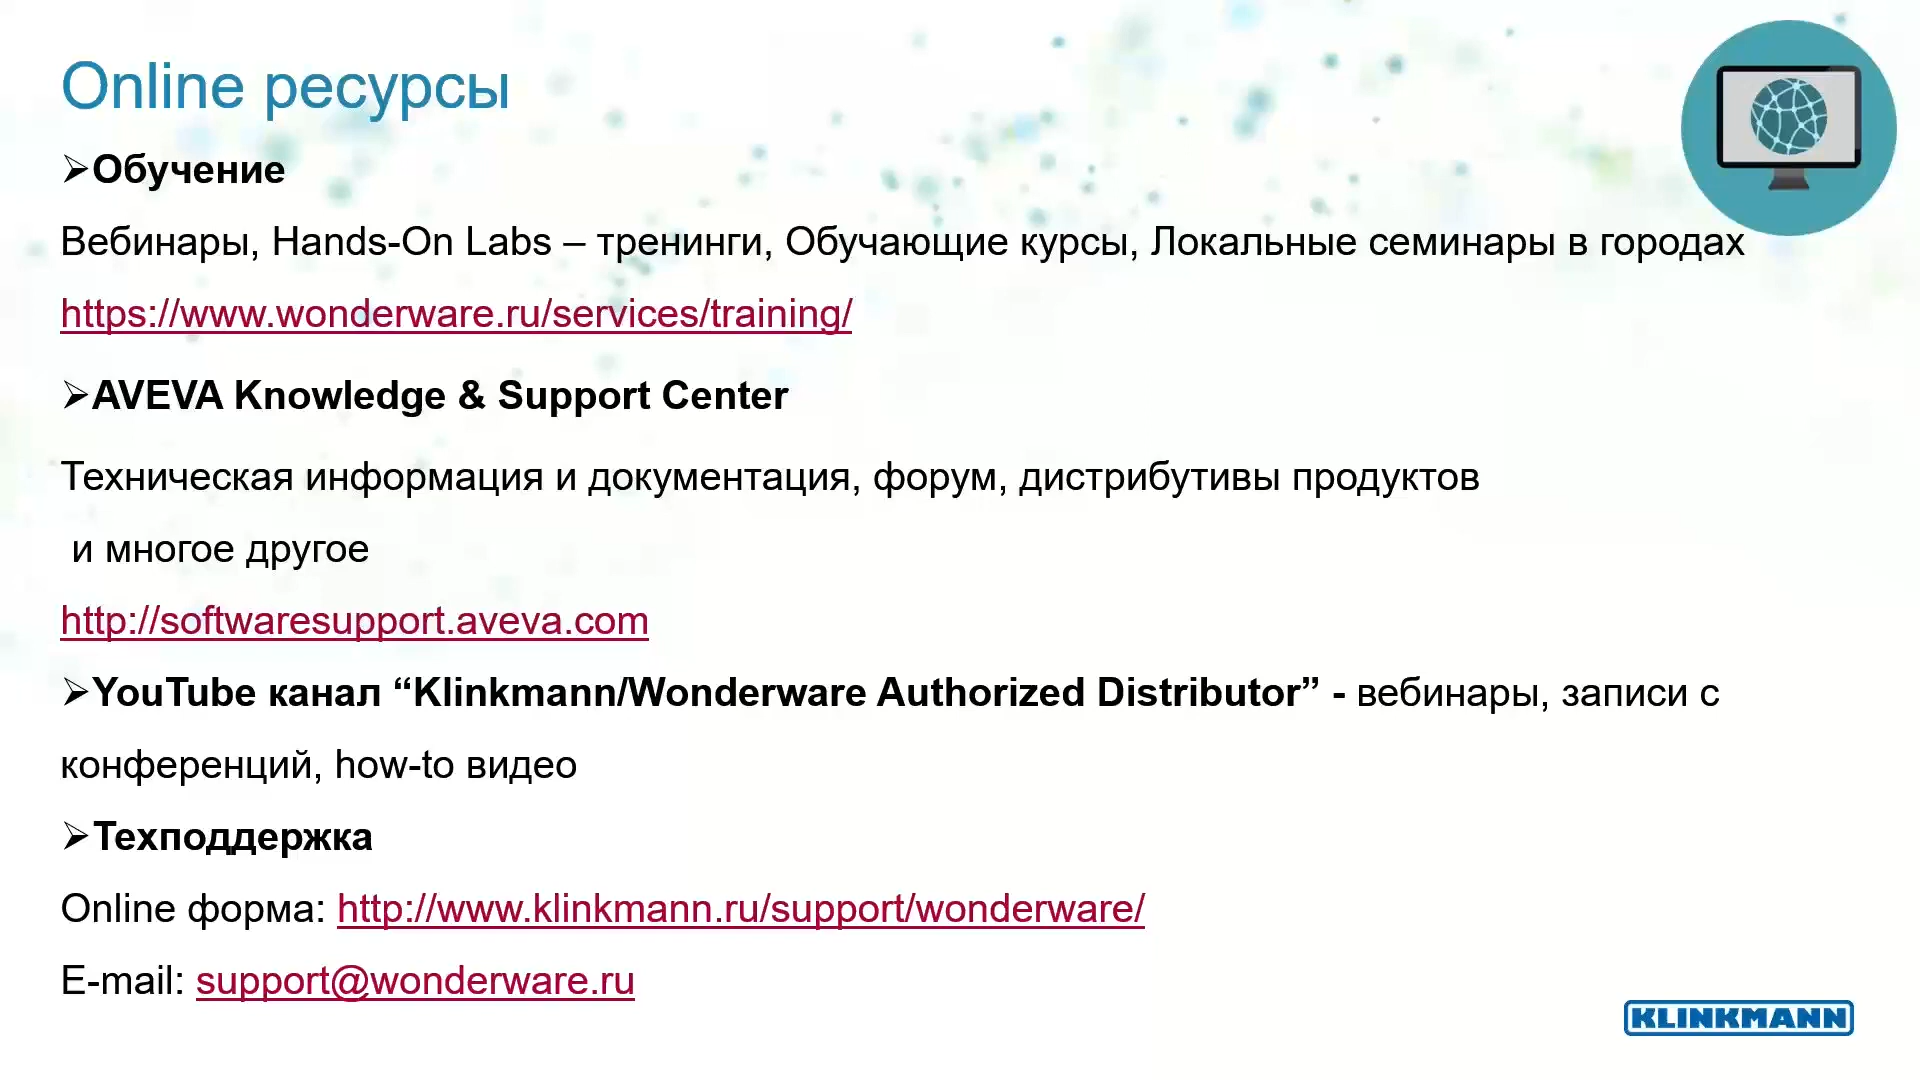 Online ресурсы
➢Обучение
Вебинары, Hands-On Labs – тренинги, Обучающие курсы, Локальные семинары в городах
https://www.wonderware.ru/services/training/
➢AVEVA Knowledge & Support Center
Техническая информация и документация, форум, дистрибутивы продуктов
и многое другое
http://softwaresupport.aveva.com
➢YouTube канал “Klinkmann/Wonderware Authorized Distributor” - вебинары, записи с
конференций, how-to видео
➢Техподдержка
Online форма: http://www.klinkmann.ru/support/wonderware/
E-mail: support@wonderware.ru
KLINKMANN